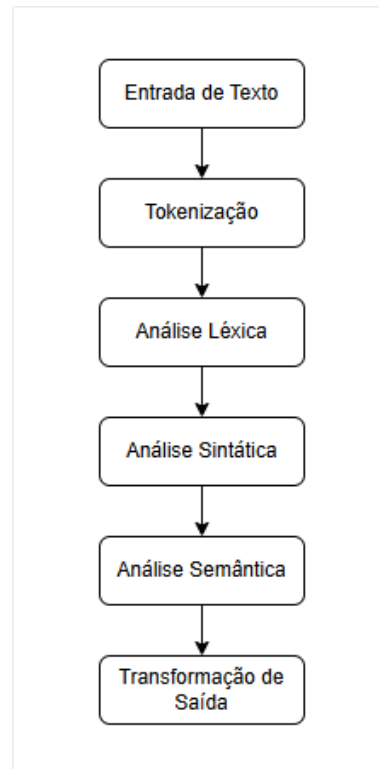 Entrada de Texto
Tokenização
Análise Léxica
Análise Sintática
Análise Semântica
Transformação de
Saída